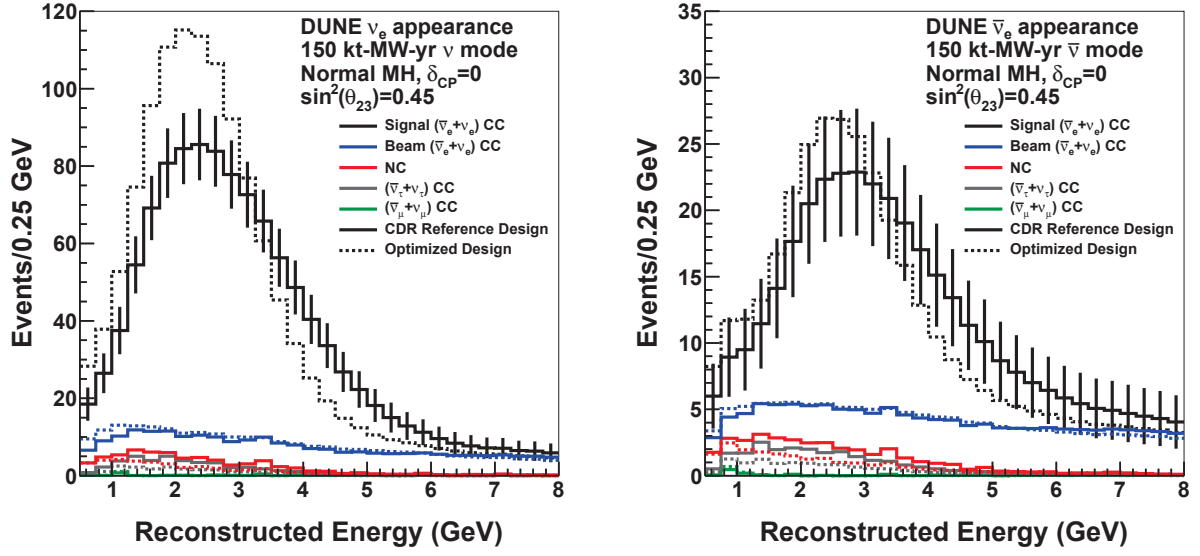 DUNE νe appearance
150 kt-MW-yr ν mode
Normal MH, δCP=0
sin²(θ23)=0.45
Signal (ν̄e+νe) CC
Beam (ν̄e+νe) CC
NC
(ν̄τ+ντ) CC
(ν̄μ+νμ) CC
CDR Reference Design
Optimized Design
Events/0.25 GeV
120
100
80
60
40
20
0
1 2 3 4 5 6 7 8
Reconstructed Energy (GeV)
DUNE ν̄e appearance
150 kt-MW-yr ν̄ mode
Normal MH, δCP=0
sin²(θ23)=0.45
Signal (ν̄e+νe) CC
Beam (ν̄e+νe) CC
NC
(ν̄τ+ντ) CC
(ν̄μ+νμ) CC
CDR Reference Design
Optimized Design
Events/0.25 GeV
35
30
25
20
15
10
5
0
1 2 3 4 5 6 7 8
Reconstructed Energy (GeV)